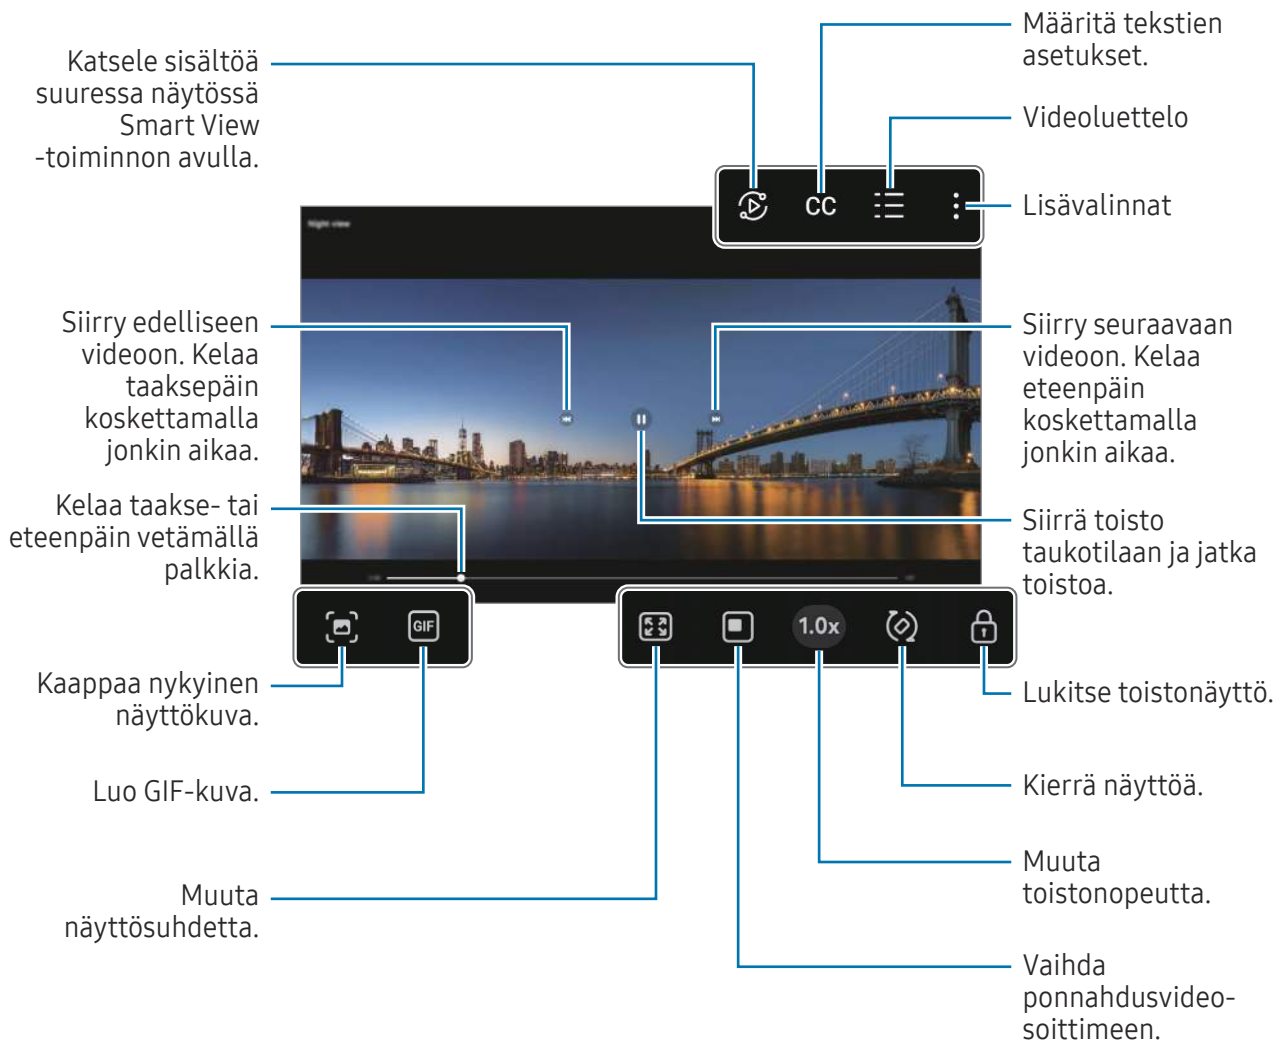 Katsele sisältöä
suuressa näytössä
Smart View
-toiminnon avulla.
Määritä tekstien
asetukset.
Videoluettelo
Lisävalinnat
CC
Night view
Siirry edelliseen
videoon. Kelaa
taaksepäin
koskettamalla
jonkin aikaa.
Siirry seuraavaan
videoon. Kelaa
eteenpäin
koskettamalla
jonkin aikaa.
Kelaa taakse- tai
eteenpäin vetämällä
palkkia.
Siirrä toisto
taukotilaan ja jatka
toistoa.
GIF
1.0x
Kaappaa nykyinen
näyttökuva.
Lukitse toistonäyttö.
Luo GIF-kuva.
Kierrä näyttöä.
Muuta
näyttösuhdetta.
Muuta
toistonopeutta.
Vaihda
ponnahdusvideo-
soittimeen.